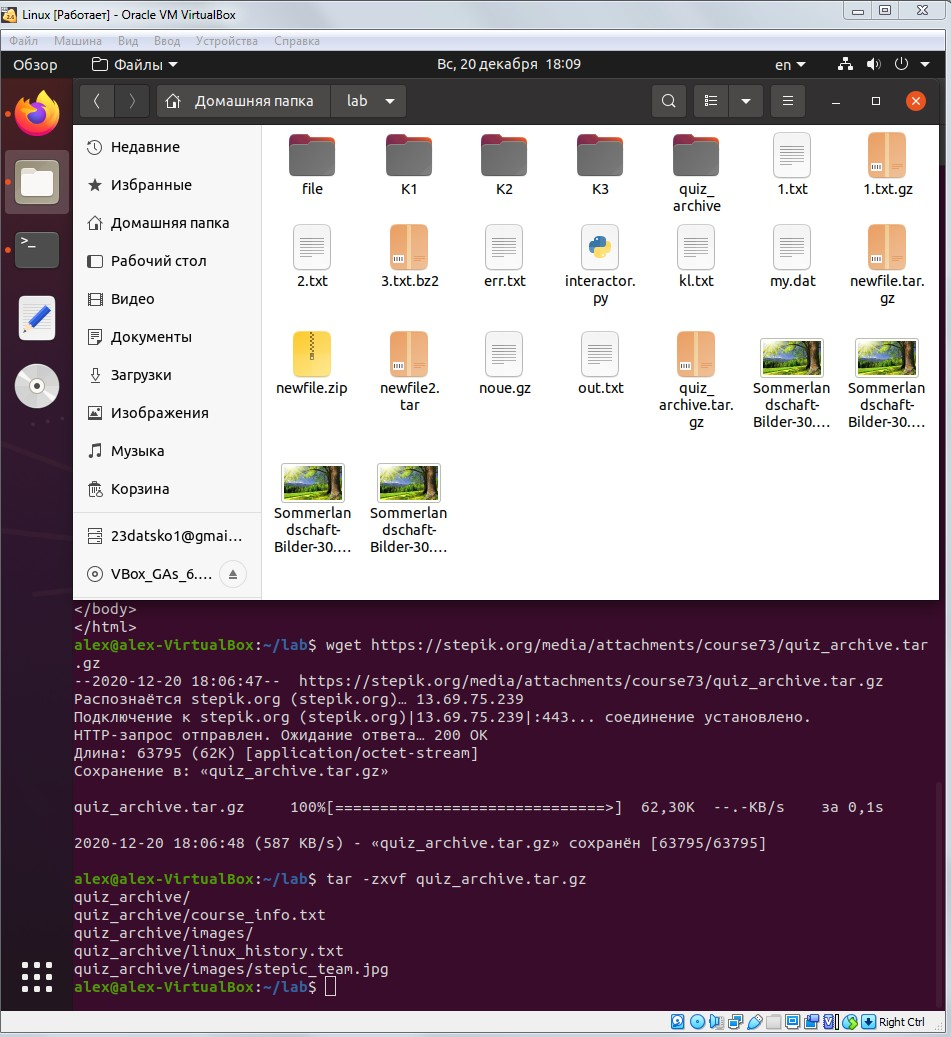 Linux [Работает] - Oracle VM VirtualBox
Файл Машина Вид Ввод Устройства Справка
Обзор Файлы Вс, 20 декабря 18:09 en
Домашняя папка lab
Недавние
Избранные
Домашняя папка
Рабочий стол
Видео
Документы
Загрузки
Изображения
Музыка
Корзина
23datsko1@gmai...
VBox_GAs_6....
file K1 K2 K3 quiz_ 1.txt 1.txt.gz
archive
2.txt 3.txt.bz2 err.txt interactor. kl.txt my.dat newfile.tar.
py gz
newfile.zip newfile2. noue.gz out.txt quiz_ Sommerlan Sommerlan
tar archive.tar. dschaft- dschaft-
gz Bilder-30.... Bilder-30....
Sommerlan Sommerlan
dschaft- dschaft-
Bilder-30.... Bilder-30....
</body>
</html>
alex@alex-VirtualBox:~/lab$ wget https://stepik.org/media/attachments/course73/quiz_archive.tar
.gz
--2020-12-20 18:06:47-- https://stepik.org/media/attachments/course73/quiz_archive.tar.gz
Распознаётся stepik.org (stepik.org)… 13.69.75.239
Подключение к stepik.org (stepik.org)|13.69.75.239|:443... соединение установлено.
HTTP-запрос отправлен. Ожидание ответа… 200 OK
Длина: 63795 (62K) [application/octet-stream]
Сохранение в: «quiz_archive.tar.gz»
quiz_archive.tar.gz 100%[==============================>] 62,30K --.-KB/s за 0,1s
2020-12-20 18:06:48 (587 KB/s) - «quiz_archive.tar.gz» сохранён [63795/63795]
alex@alex-VirtualBox:~/lab$ tar -zxvf quiz_archive.tar.gz
quiz_archive/
quiz_archive/course_info.txt
quiz_archive/images/
quiz_archive/linux_history.txt
quiz_archive/images/stepic_team.jpg
alex@alex-VirtualBox:~/lab$
Right Ctrl